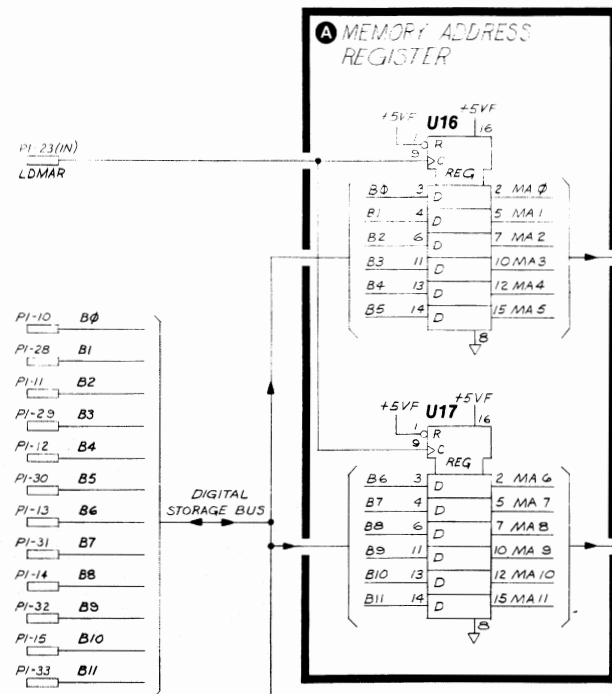 A MEMORY ADDRESS
REGISTER
+5VF
+5VF
U16
16
1
R
9
C
REG
P1-23(IN)
LDMAR
B0 3 D 2 MA 0
B1 4 D 5 MA 1
B2 6 D 7 MA 2
B3 11 D 10 MA 3
B4 13 D 12 MA 4
B5 14 D 15 MA 5
8
P1-10 B0
P1-28 B1
P1-11 B2
P1-29 B3
P1-12 B4
P1-30 B5
P1-13 B6
P1-31 B7
P1-14 B8
P1-32 B9
P1-15 B10
P1-33 B11
DIGITAL
STORAGE BUS
+5VF
+5VF
U17
16
1
R
9
C
REG
B6 3 D 2 MA 6
B7 4 D 5 MA 7
B8 6 D 7 MA 8
B9 11 D 10 MA 9
B10 13 D 12 MA 10
B11 14 D 15 MA 11
8